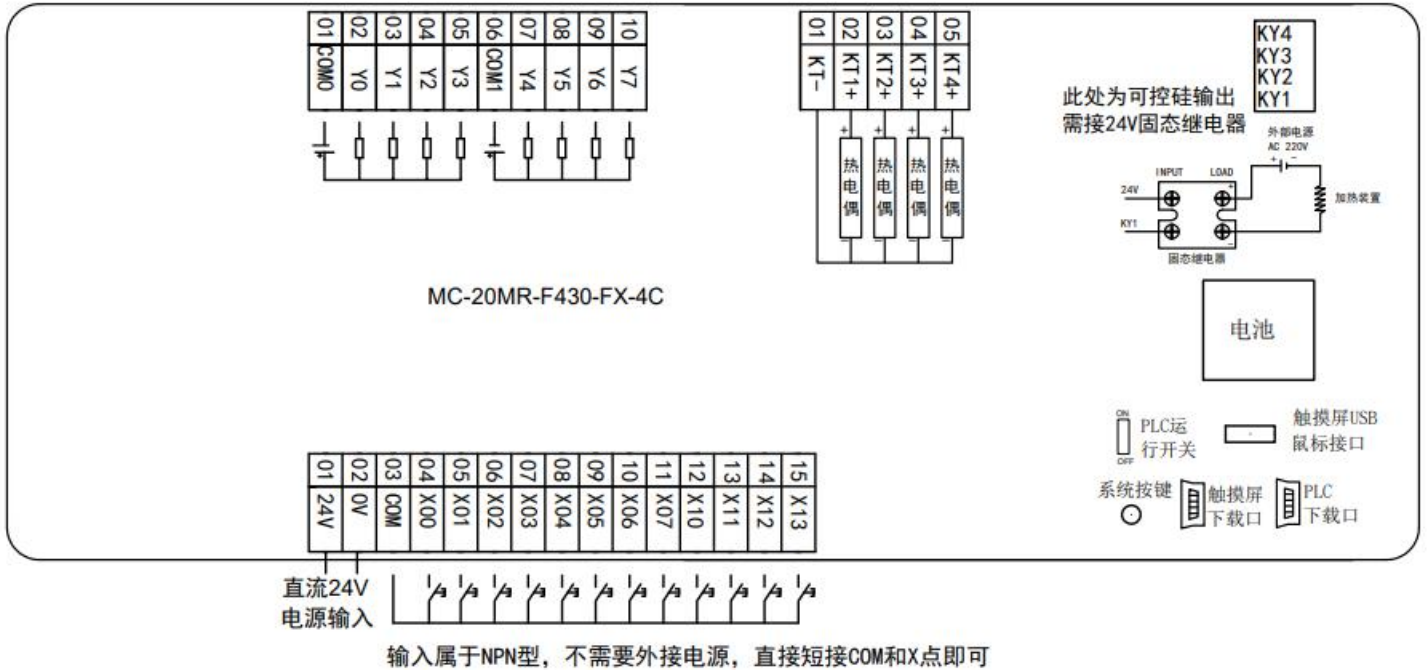 01 02 03 04 05 06 07 08 09 10
COM0 Y0 Y1 Y2 Y3 COM1 Y4 Y5 Y6 Y7
01 02 03 04 05
KT- KT1+ KT2+ KT3+ KT4+
+ + + +
热电偶 热电偶 热电偶 热电偶
- - - -
KY4
KY3
KY2
KY1
此处为可控硅输出
需接24V固态继电器
外部电源
AC 220V
+ -
INPUT LOAD
24V +
加热装置
KY1 -
固态继电器
MC-20MR-F430-FX-4C
电池
ON
PLC运
行开关
OFF
触摸屏USB
鼠标接口
系统按键
触摸屏
下载口
PLC
下载口
01 02 03 04 05 06 07 08 09 10 11 12 13 14 15
24V 0V COM X00 X01 X02 X03 X04 X05 X06 X07 X10 X11 X12 X13
直流24V
电源输入
输入属于NPN型，不需要外接电源，直接短接COM和X点即可